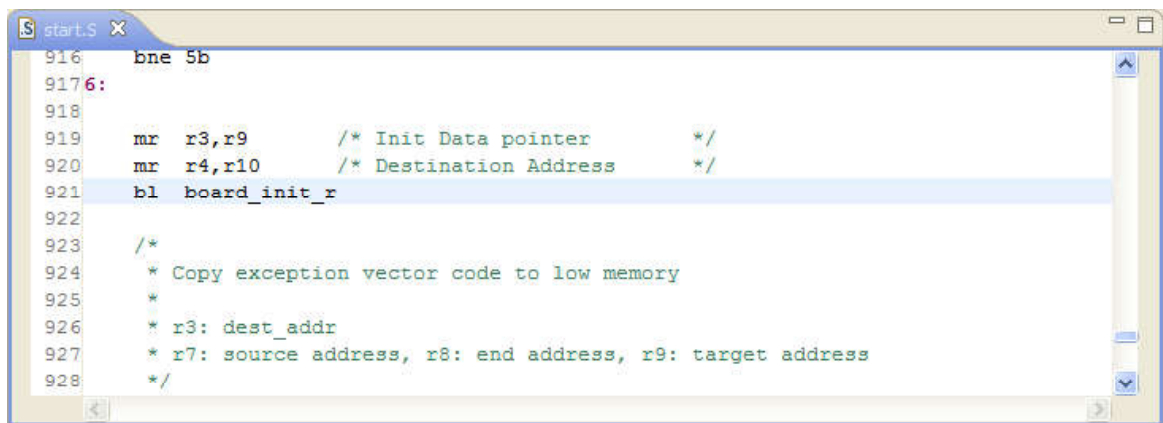 start.S
916 bne 5b
917 6:
918
919 mr r3,r9 /* Init Data pointer */
920 mr r4,r10 /* Destination Address */
921 bl board_init_r
922
923 /*
924 * Copy exception vector code to low memory
925 *
926 * r3: dest_addr
927 * r7: source address, r8: end address, r9: target address
928 */